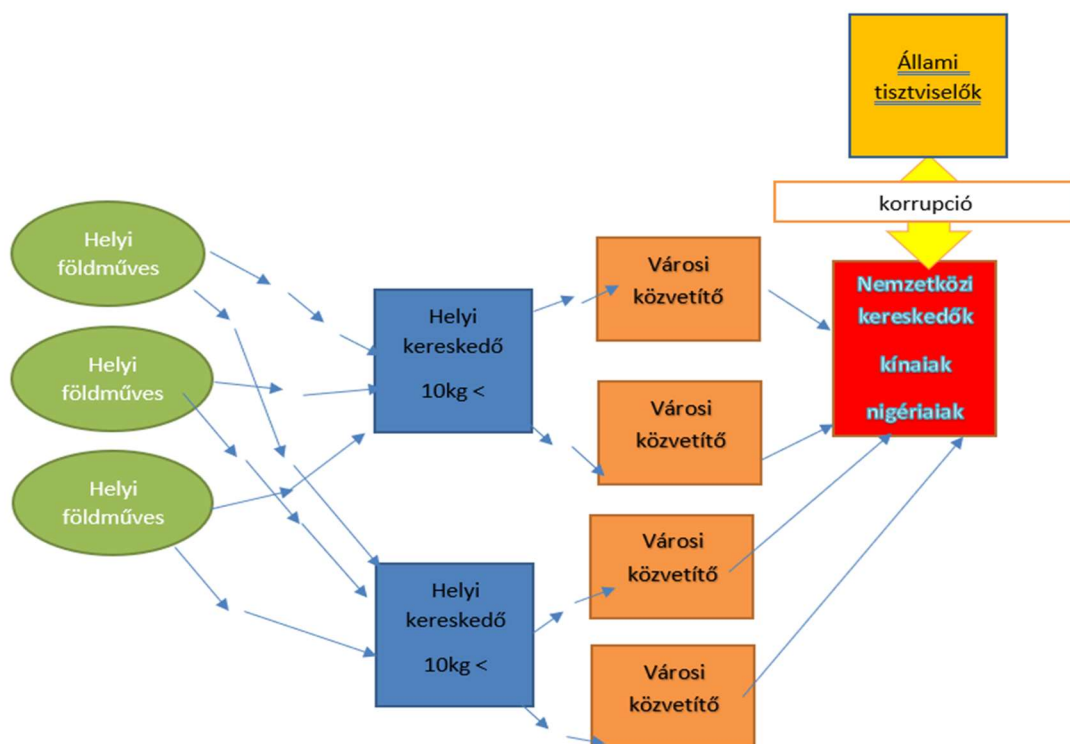 Állami
tisztviselők
korrupció
Helyi
földműves
Helyi
földműves
Helyi
földműves
Helyi
kereskedő
10kg <
Helyi
kereskedő
10kg <
Városi
közvetítő
Városi
közvetítő
Városi
közvetítő
Városi
közvetítő
Nemzetközi
kereskedők
kínaiak
nigériaiak